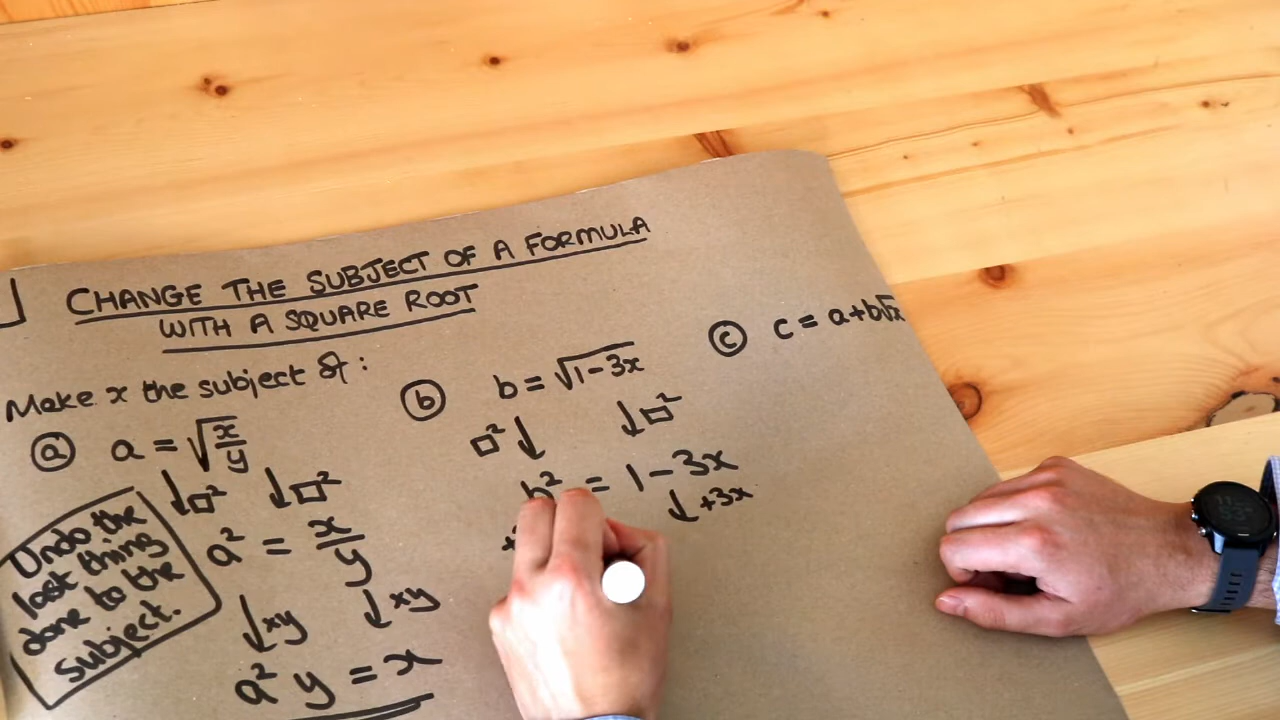 CHANGE THE SUBJECT OF A FORMULA
WITH A SQUARE ROOT
Make x the subject of:
ⓐ a = √(x/y)
↓□² ↓□²
a² = x/y
↓xy ↓xy
a² y = x
Undo the
last thing
done to the
subject.
ⓑ b = √(1-3x)
□²↓ ↓□²
b² = 1-3x
↓+3x
ⓒ c = a+b√x